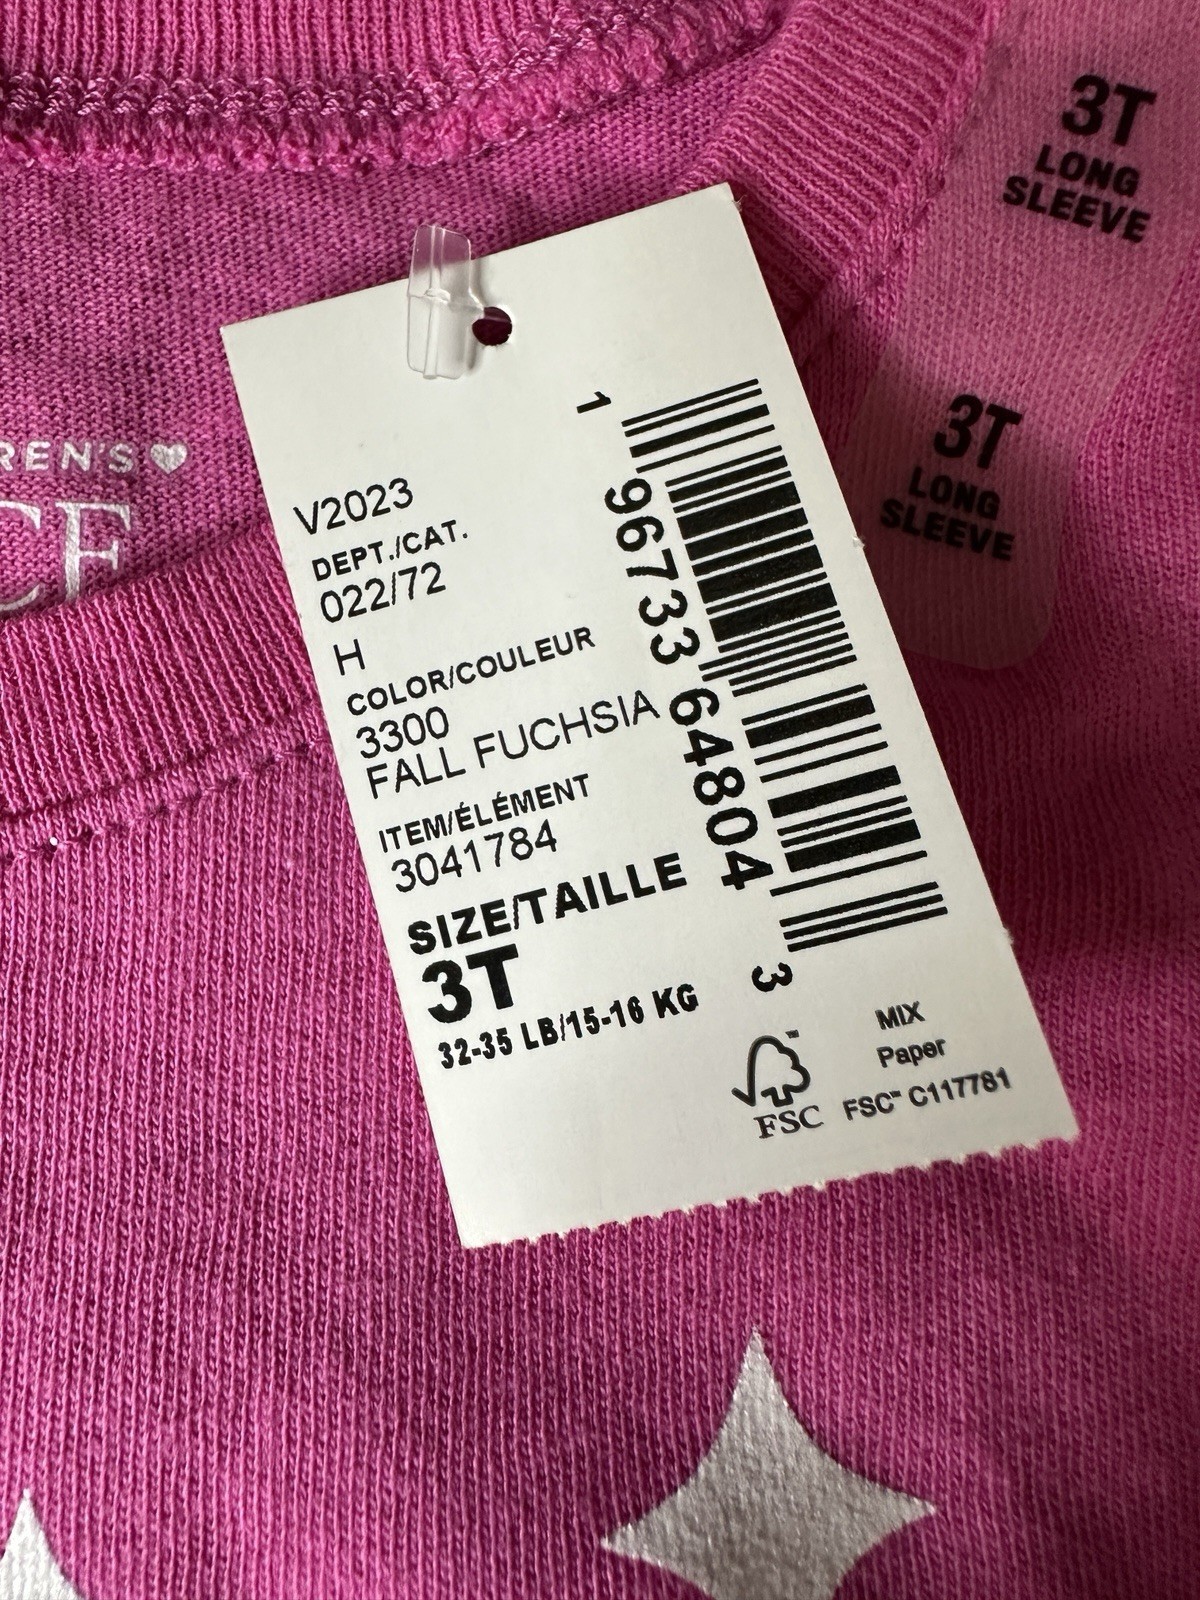 3T
LONG
SLEEVE
3T
LONG
SLEEVE
V2023
DEPT./CAT.
022/72
H
COLOR/COULEUR
3300
FALL FUCHSIA
ITEM/ÉLÉMENT
3041784
SIZE/TAILLE
3T
32-35 LB/15-16 KG
1 96733 64804 3
FSC
MIX
Paper
FSC™ C117781